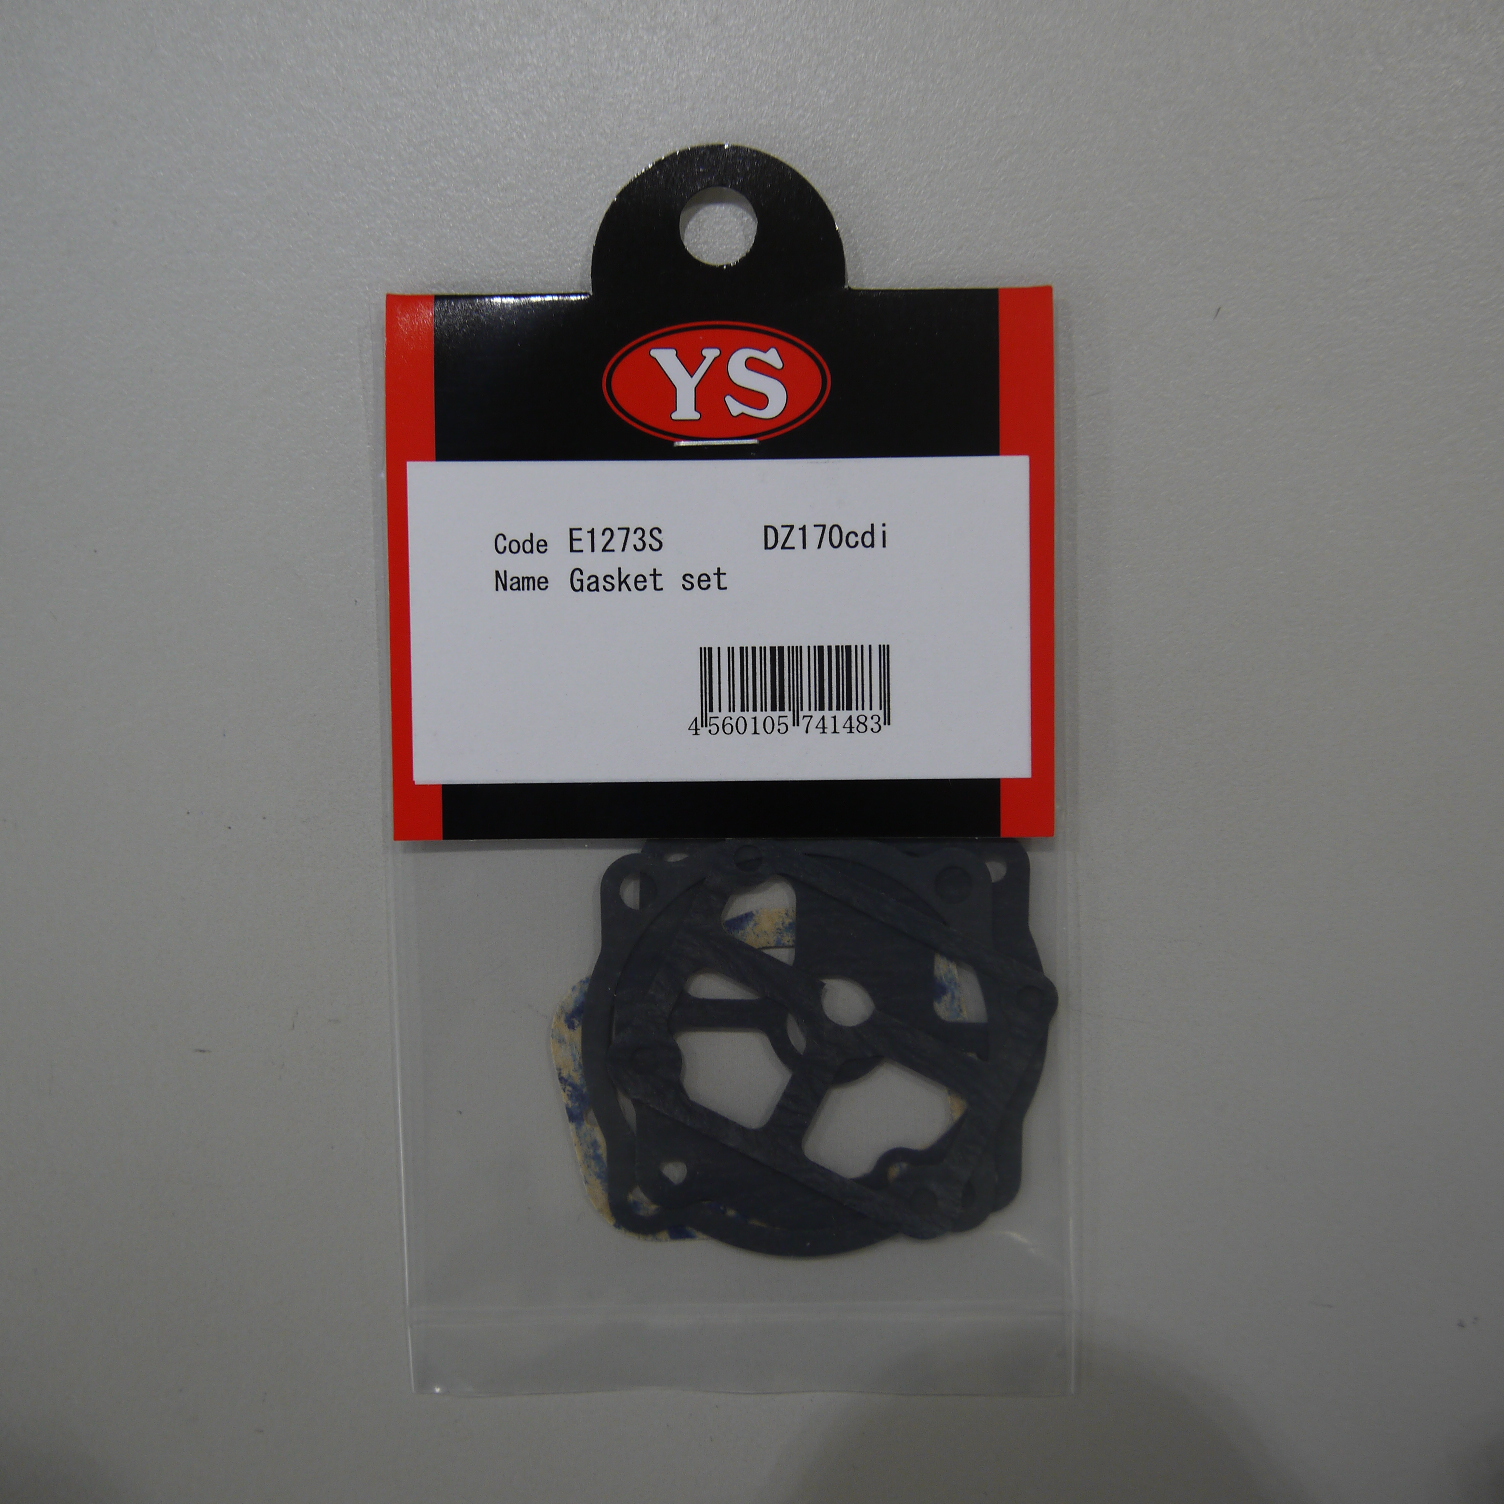 YS
Code E1273S DZ170cdi
Name Gasket set
4 560105 741483